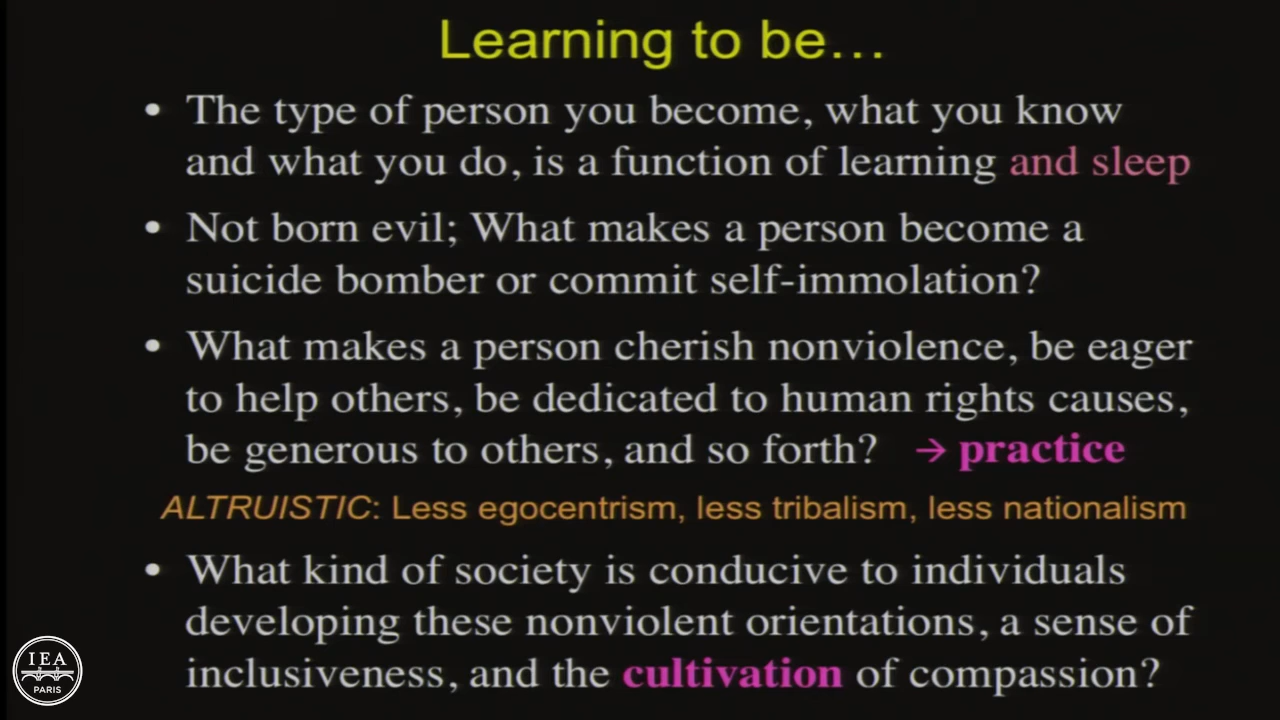 Learning to be...
• The type of person you become, what you know
and what you do, is a function of learning and sleep
• Not born evil; What makes a person become a
suicide bomber or commit self-immolation?
• What makes a person cherish nonviolence, be eager
to help others, be dedicated to human rights causes,
be generous to others, and so forth? → practice
ALTRUISTIC: Less egocentrism, less tribalism, less nationalism
• What kind of society is conducive to individuals
developing these nonviolent orientations, a sense of
inclusiveness, and the cultivation of compassion?
IEA
PARIS